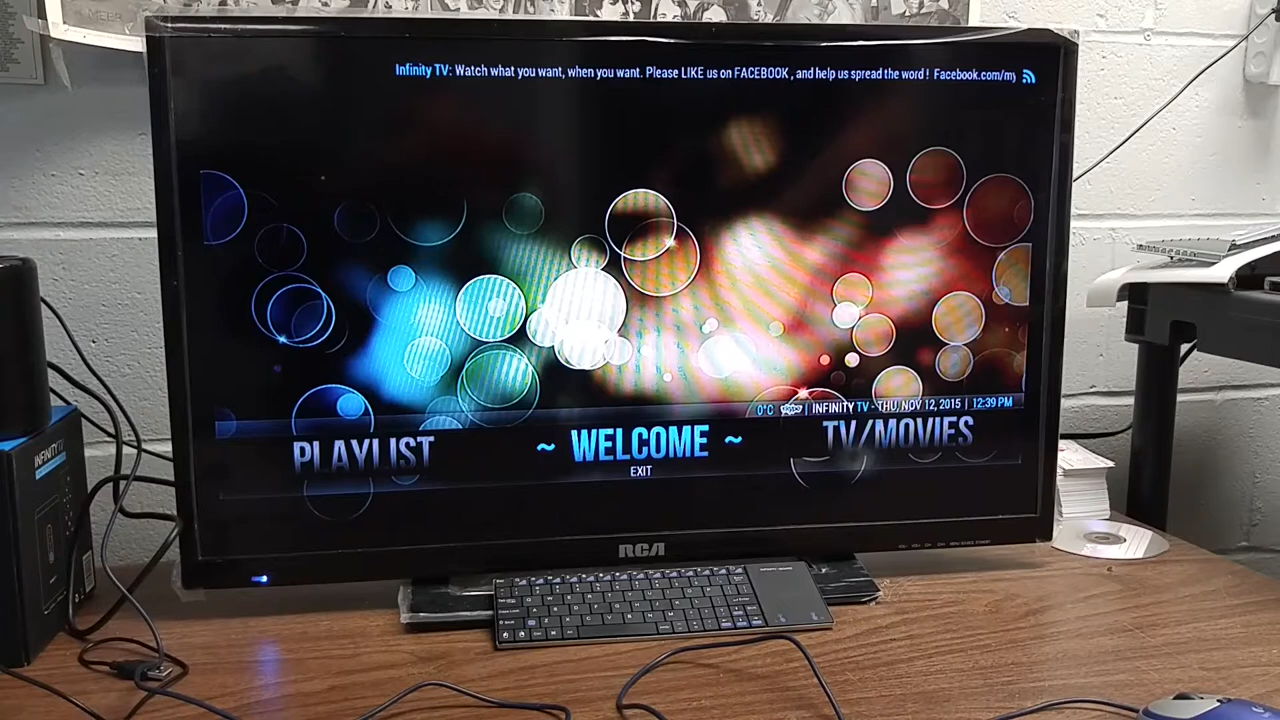 Infinity TV: Watch what you want, when you want. Please LIKE us on FACEBOOK , and help us spread the word ! Facebook.com/my
0°C | INFINITY TV - THU, NOV 12, 2015 | 12:39 PM
PLAYLIST ~ WELCOME ~ TV/MOVIES
EXIT
INFINITYTV
RCA